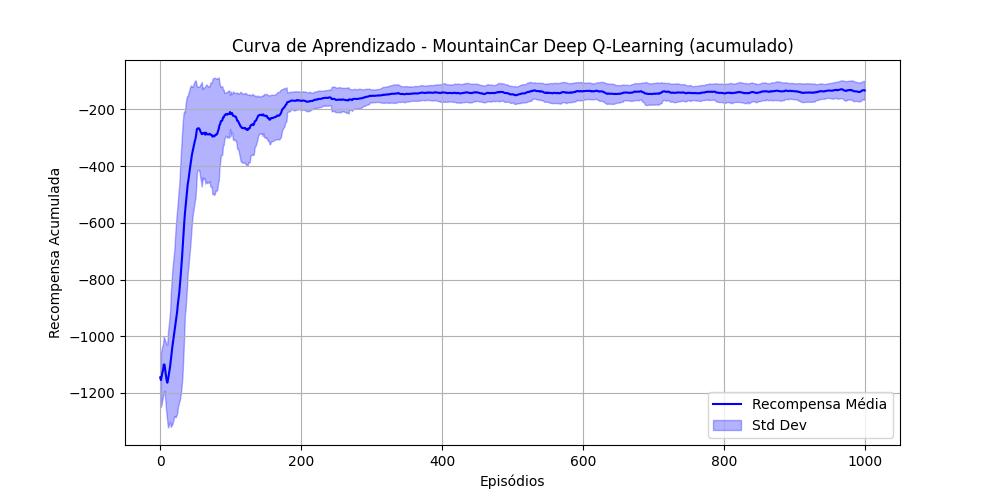 Curva de Aprendizado - MountainCar Deep Q-Learning (acumulado)
Recompensa Acumulada
−200
−400
−600
−800
−1000
−1200
0
200
400
600
800
1000
Episódios
Recompensa Média
Std Dev